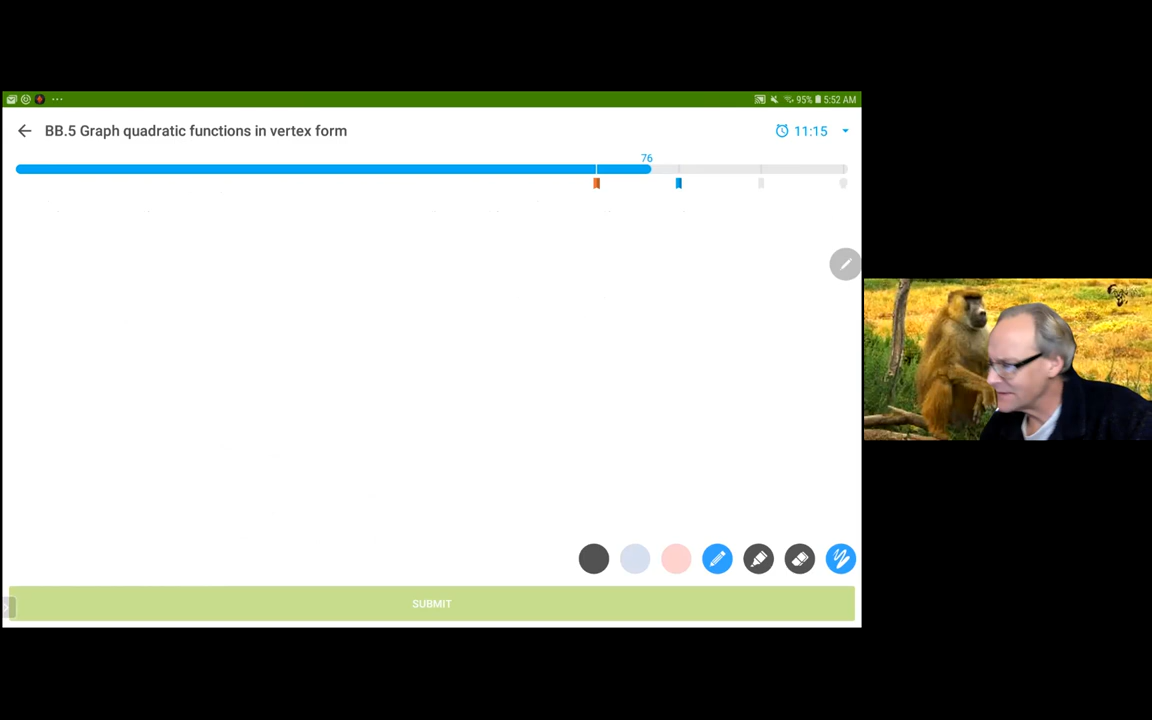 95% 5:52 AM
BB.5 Graph quadratic functions in vertex form
11:15
76
SUBMIT